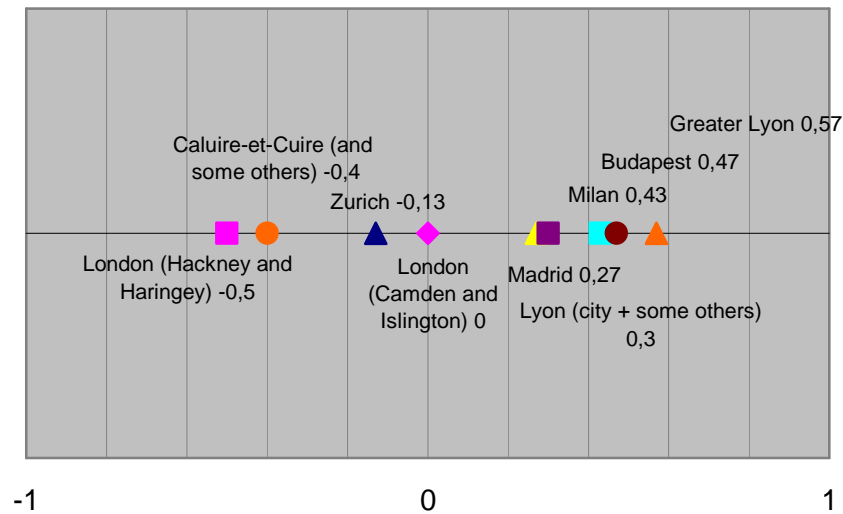 Greater Lyon 0,57
Caluire-et-Cuire (and
some others) -0,4
Budapest 0,47
Zurich -0,13
Milan 0,43
London (Hackney and
Haringey) -0,5
London
(Camden and
Islington) 0
Madrid 0,27
Lyon (city + some others)
0,3
-1
0
1